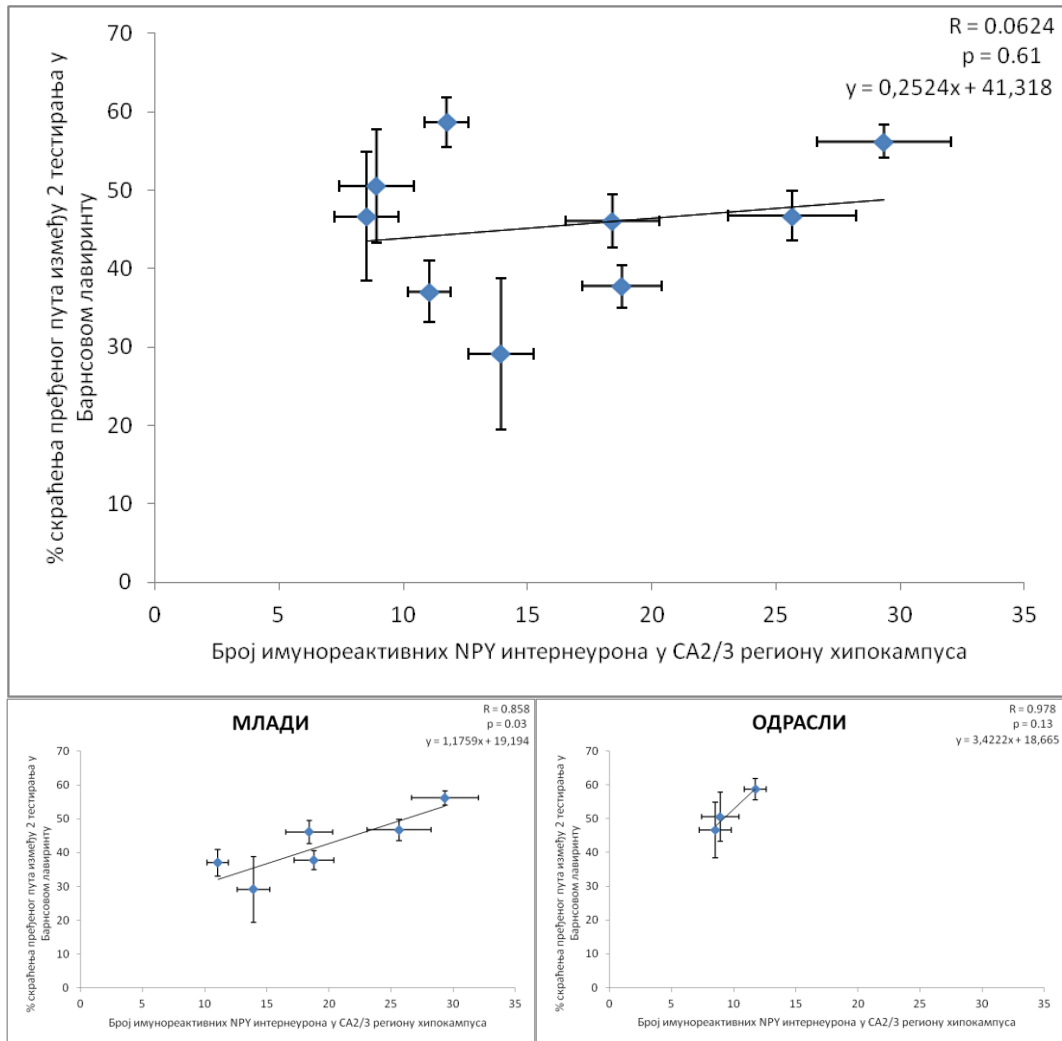 R = 0.0624
p = 0.61
y = 0,2524x + 41,318
% скраћења пређеног пута између 2 тестирања у
Барнсовом лавиринту
70
60
50
40
30
20
10
0
0 5 10 15 20 25 30 35
Број имунореактивних NPY интернеурона у CA2/3 региону хипокампуса
МЛАДИ
R = 0.858
p = 0.03
y = 1,1759x + 19,194
% скраћења пређеног пута између 2 тестирања у
Барнсовом лавиринту
70
60
50
40
30
20
10
0
0 5 10 15 20 25 30 35
Број имунореактивних NPY интернеурона у CA2/3 региону хипокампуса
ОДРАСЛИ
R = 0.978
p = 0.13
y = 3,4222x + 18,665
% скраћења пређеног пута између 2 тестирања у
Барнсовом лавиринту
70
60
50
40
30
20
10
0
0 5 10 15 20 25 30 35
Број имунореактивних NPY интернеурона у CA2/3 региону хипокампуса